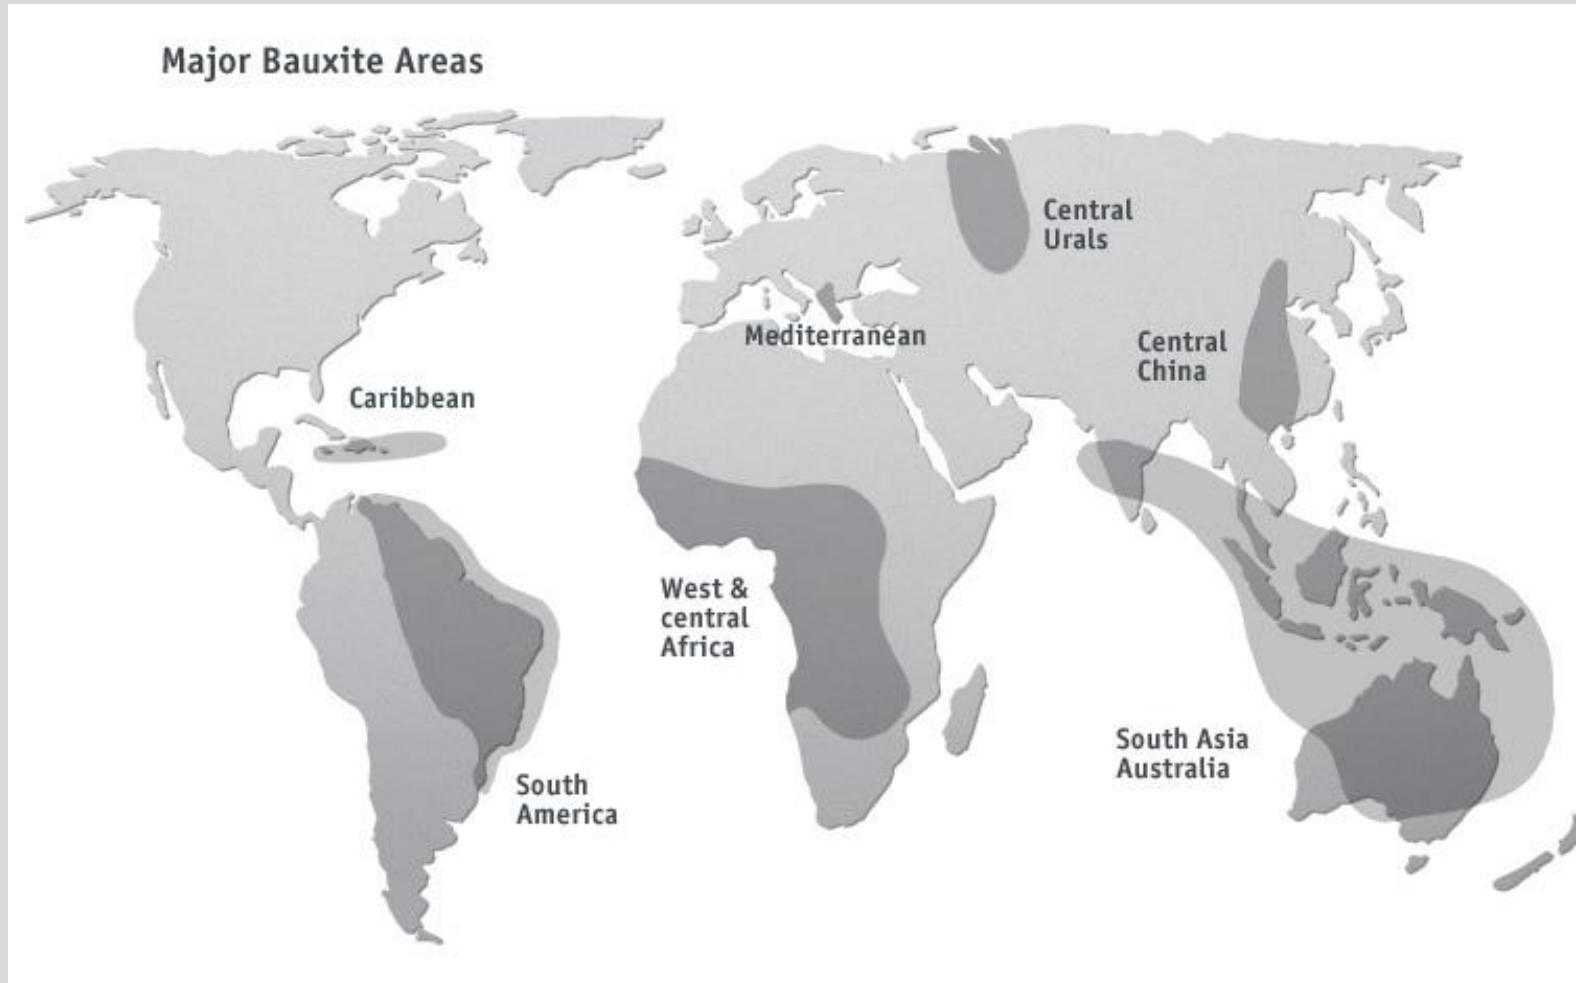 Major Bauxite Areas
Central
Urals
Mediterranean
Central
China
Caribbean
West &
central
Africa
South Asia
Australia
South
America